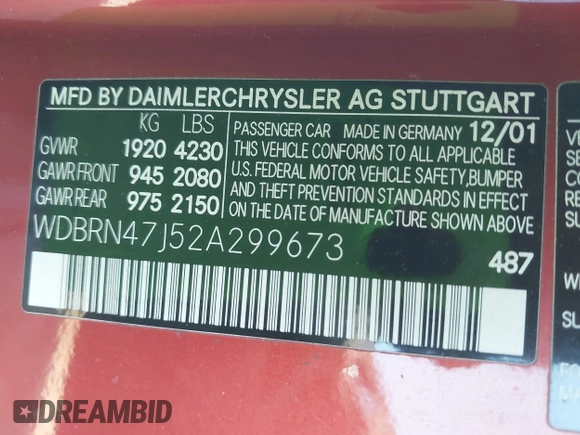 MFD BY DAIMLERCHRYSLER AG STUTTGART
KG LBS
GVWR 1920 4230
GAWR FRONT 945 2080
GAWR REAR 975 2150
PASSENGER CAR MADE IN GERMANY 12/01
THIS VEHICLE CONFORMS TO ALL APPLICABLE
U.S. FEDERAL MOTOR VEHICLE SAFETY, BUMPER
AND THEFT PREVENTION STANDARDS IN EFFECT
ON THE DATE OF MANUFACTURE SHOWN ABOVE
WDBRN47J52A299673
487
DREAMBID